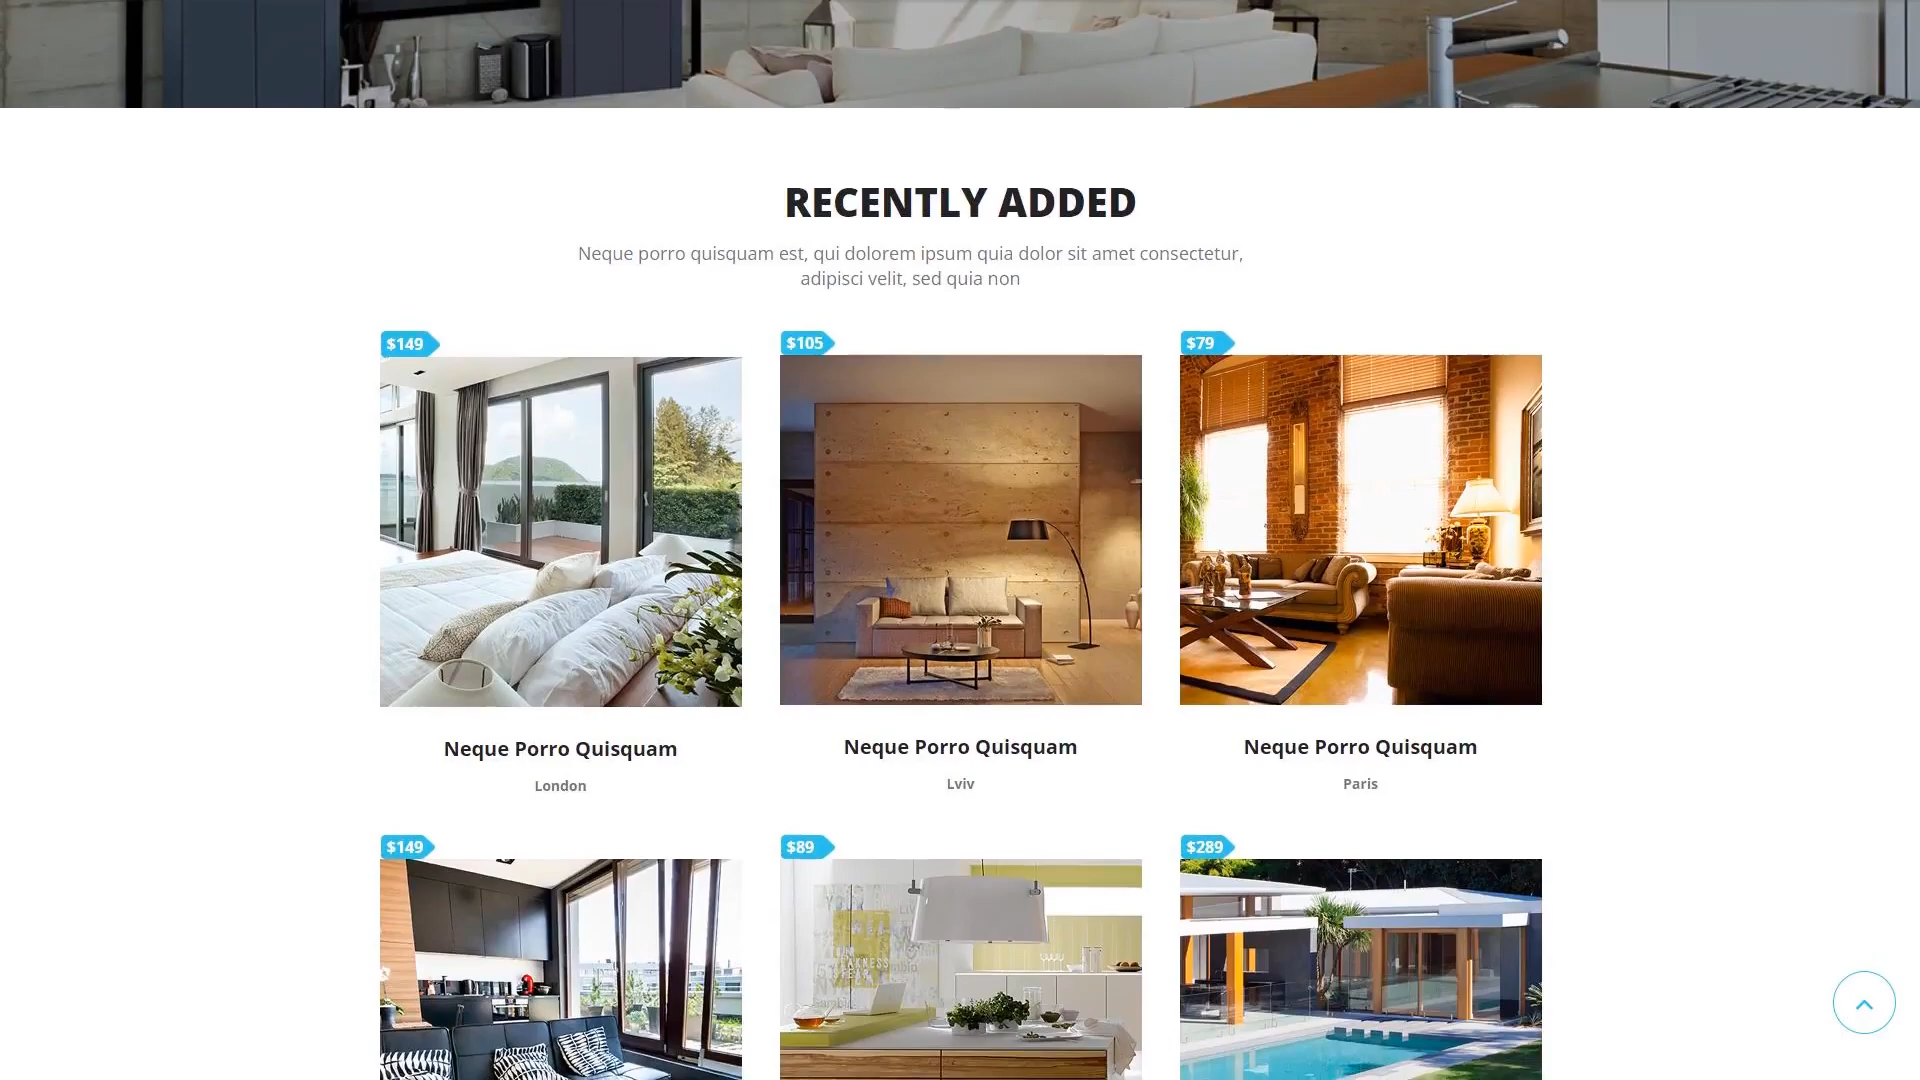 RECENTLY ADDED
Neque porro quisquam est, qui dolorem ipsum quia dolor sit amet consectetur,
adipisci velit, sed quia non
$149
$105
$79
Neque Porro Quisquam
Neque Porro Quisquam
Neque Porro Quisquam
London
Lviv
Paris
$149
$89
$289